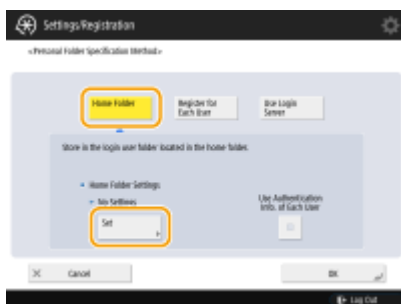 Settings/Registration
<Personal Folder Specification Method>
Home Folder
Register for
Each User
Use Login
Server
Store in the login user folder located in the home folder.
Home Folder Settings
No Settings
Set
Use Authentication
Info. of Each User
Cancel
OK
Log Out